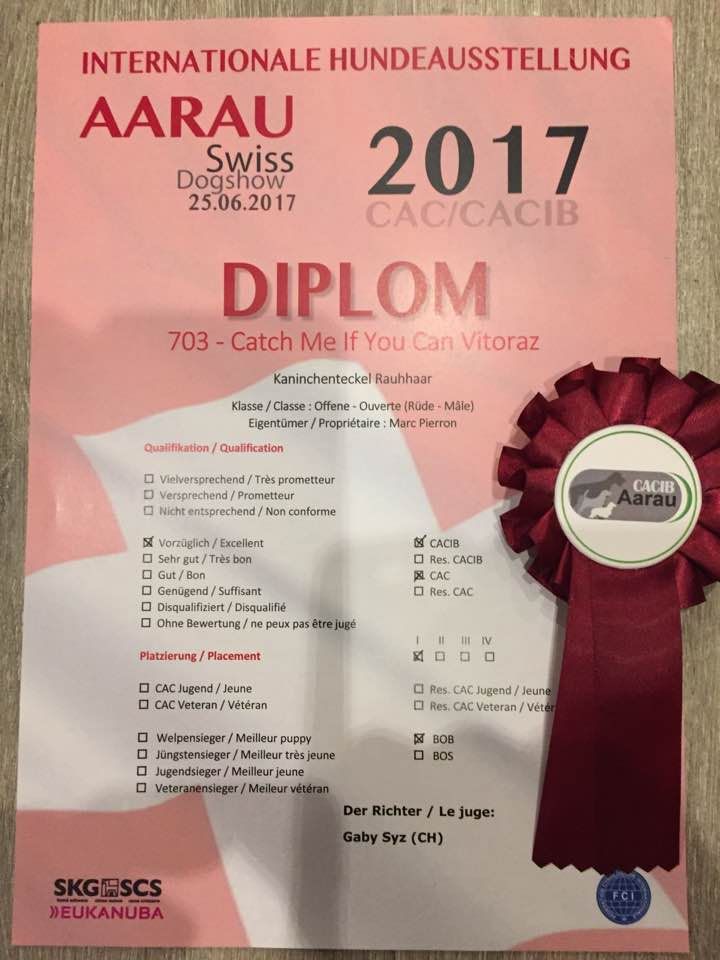 INTERNATIONALE HUNDEAUSSTELLUNG
AARAU
Swiss
Dogshow
25.06.2017
2017
CAC/CACIB
DIPLOM
703 - Catch Me If You Can Vitoraz
Kaninchenteckel Rauhhaar
Klasse / Classe : Offene - Ouverte (Rüde - Mâle)
Eigentümer / Propriétaire : Marc Pierron
Qualifikation / Qualification
☐ Vielversprechend / Très prometteur
☐ Versprechend / Prometteur
☐ Nicht entsprechend / Non conforme
☒ Vorzüglich / Excellent
☐ Sehr gut / Très bon
☐ Gut / Bon
☐ Genügend / Suffisant
☐ Disqualifiziert / Disqualifié
☐ Ohne Bewertung / ne peux pas être jugé
☒ CACIB
☐ Res. CACIB
☒ CAC
☐ Res. CAC
I II III IV
☒ ☐ ☐ ☐
Platzierung / Placement
☐ CAC Jugend / Jeune
☐ CAC Veteran / Vétéran
☐ Res. CAC Jugend / Jeune
☐ Res. CAC Veteran / Vétér
☐ Welpensieger / Meilleur puppy
☐ Jüngstensieger / Meilleur très jeune
☐ Jugendsieger / Meilleur jeune
☐ Veteranensieger / Meileur vétéran
☒ BOB
☐ BOS
Der Richter / Le juge:
Gaby Syz (CH)
CACIB
Aarau
SKG SCS
»EUKANUBA
FCI